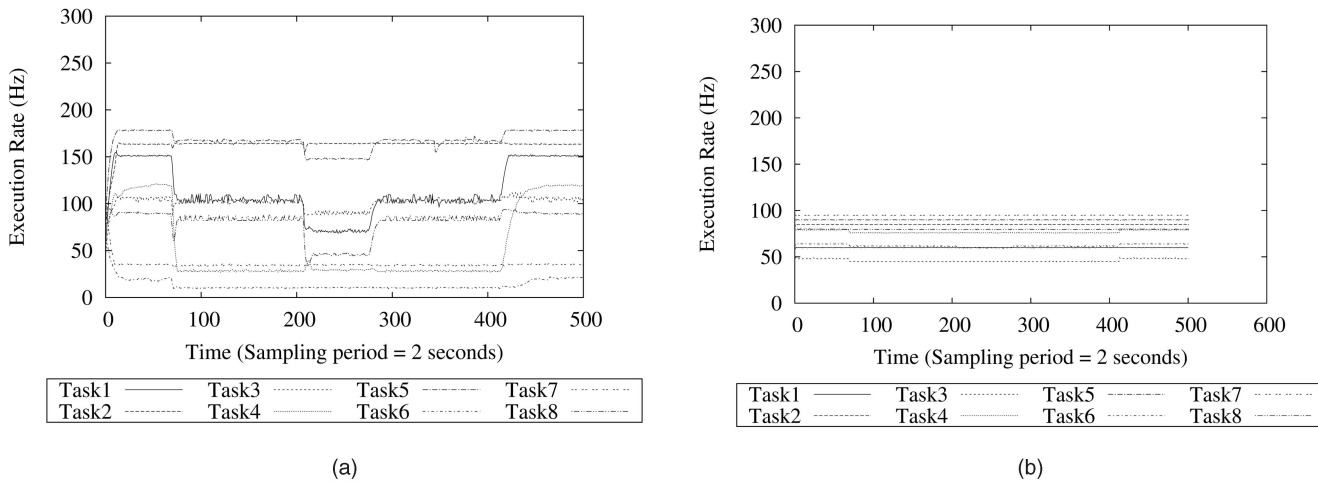 300
250
200
150
100
50
0
Execution Rate (Hz)
0 100 200 300 400 500
Time (Sampling period = 2 seconds)
Task1 Task3 Task5 Task7
Task2 Task4 Task6 Task8
(a)
300
250
200
150
100
50
0
Execution Rate (Hz)
0 100 200 300 400 500 600
Time (Sampling period = 2 seconds)
Task1 Task3 Task5 Task7
Task2 Task4 Task6 Task8
(b)